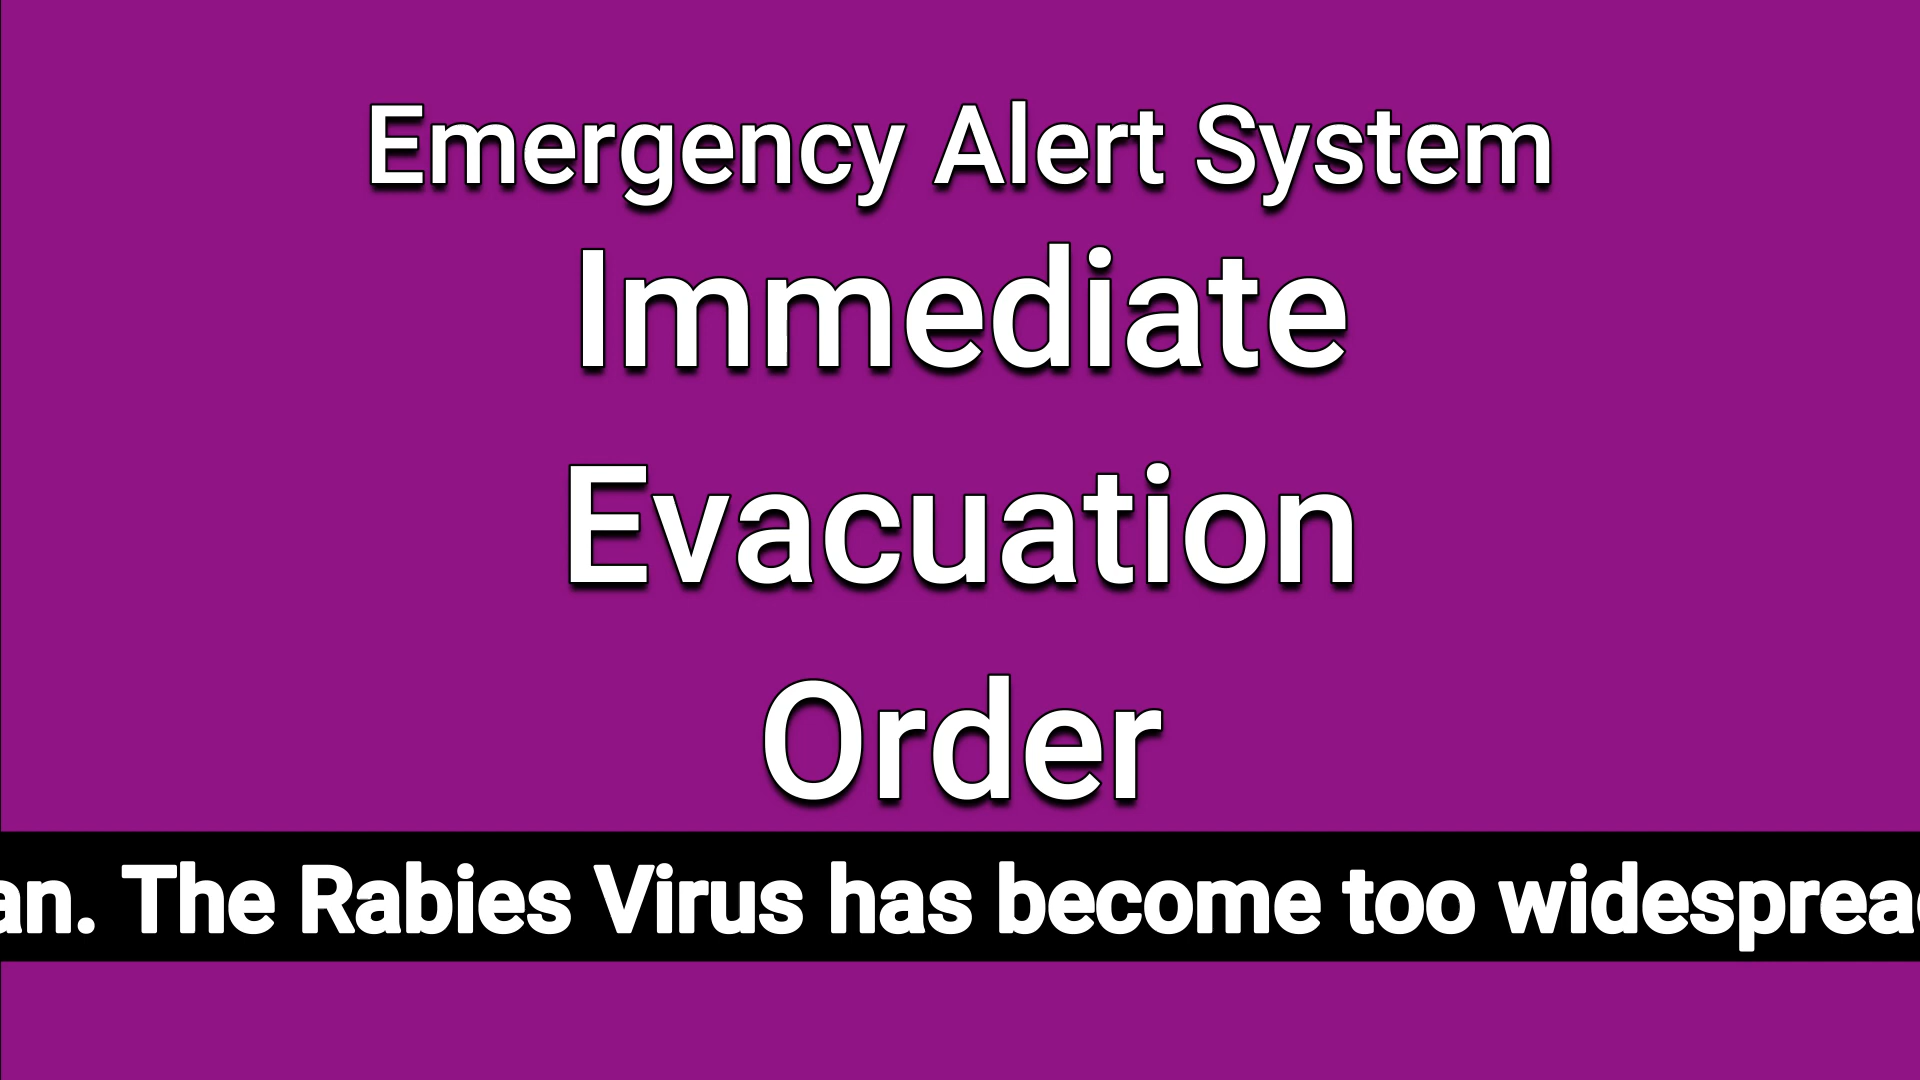 Emergency Alert System
Immediate
Evacuation
Order
an. The Rabies Virus has become too widesprea